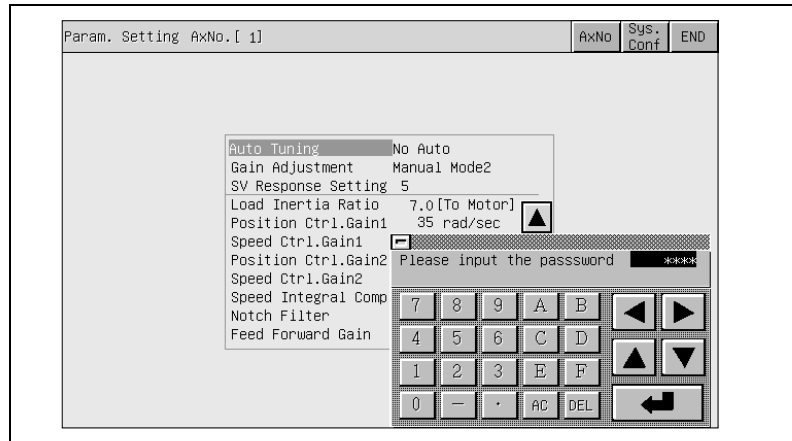 Param. Setting AxNo.[ 1]
AxNo
Sys. Conf
END
Auto Tuning No Auto
Gain Adjustment Manual Mode2
SV Response Setting 5
Load Inertia Ratio 7.0[To Motor]
Position Ctrl.Gain1 35 rad/sec
Speed Ctrl.Gain1
Position Ctrl.Gain2
Speed Ctrl.Gain2
Speed Integral Comp
Notch Filter
Feed Forward Gain
Please input the passsword ****
7 8 9 A B
4 5 6 C D
1 2 3 E F
0 - · AC DEL